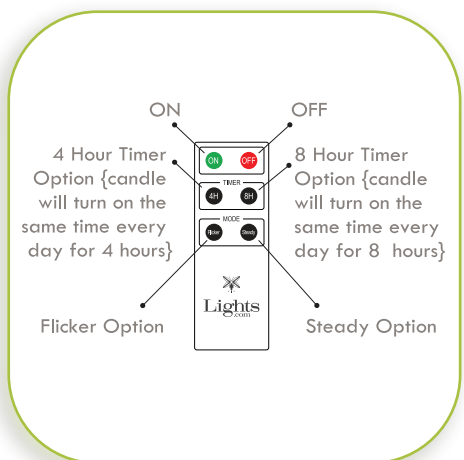 ON
OFF
4 Hour Timer
Option {candle
will turn on the
same time every
day for 4 hours}
8 Hour Timer
Option {candle
will turn on the
same time every
day for 8 hours}
ON OFF
TIMER
4H 8H
MODE
Flicker Steady
Lights
.com
Flicker Option
Steady Option